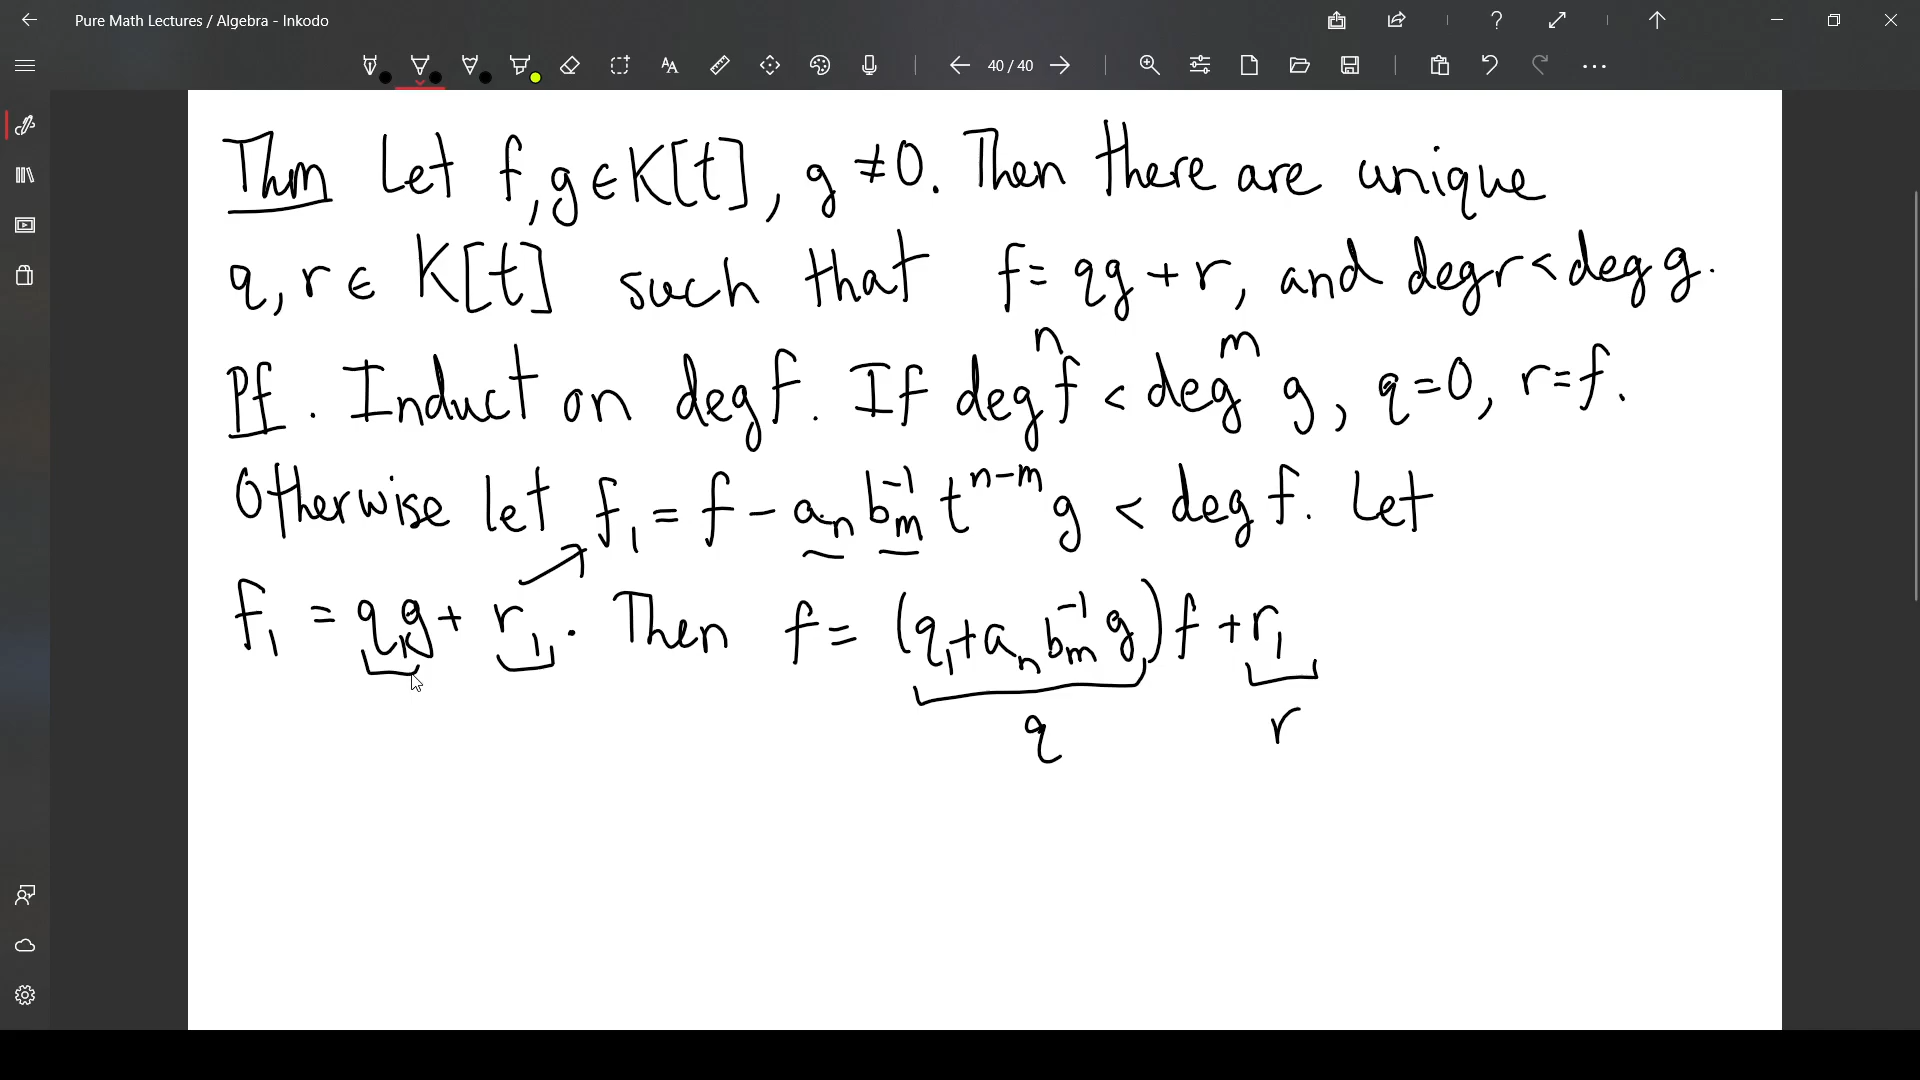 Pure Math Lectures / Algebra - Inkodo
40 / 40
Thm Let f, g ∈ K[t], g ≠ 0. Then there are unique
q, r ∈ K[t] such that f = qg + r, and deg r < deg g.
n m
Pf. Induct on deg f. If deg f < deg g, q = 0, r = f.
Otherwise let f₁ = f - aₙ bₘ⁻¹ tⁿ⁻ᵐ g < deg f. Let
f₁ = q₁g + r₁. Then f = (q₁ + aₙ bₘ⁻¹ g) f + r₁
q r